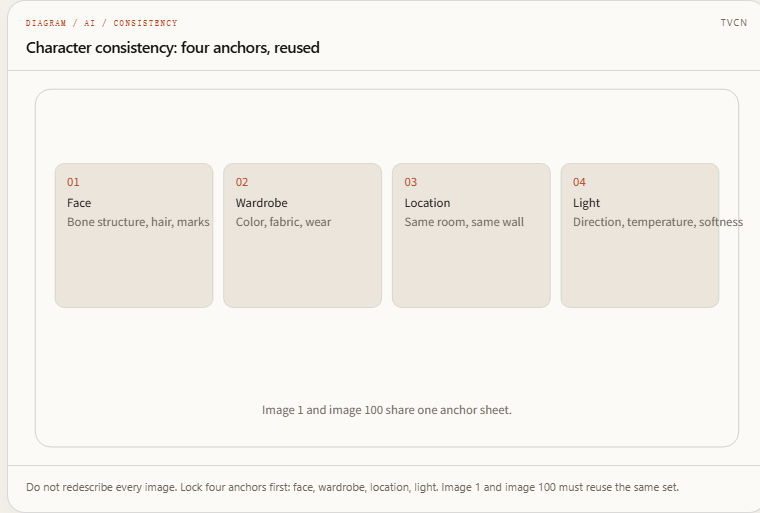 DIAGRAM / AI / CONSISTENCY
TVCN
Character consistency: four anchors, reused
01
Face
Bone structure, hair, marks
02
Wardrobe
Color, fabric, wear
03
Location
Same room, same wall
04
Light
Direction, temperature, softness
Image 1 and image 100 share one anchor sheet.
Do not redescribe every image. Lock four anchors first: face, wardrobe, location, light. Image 1 and image 100 must reuse the same set.